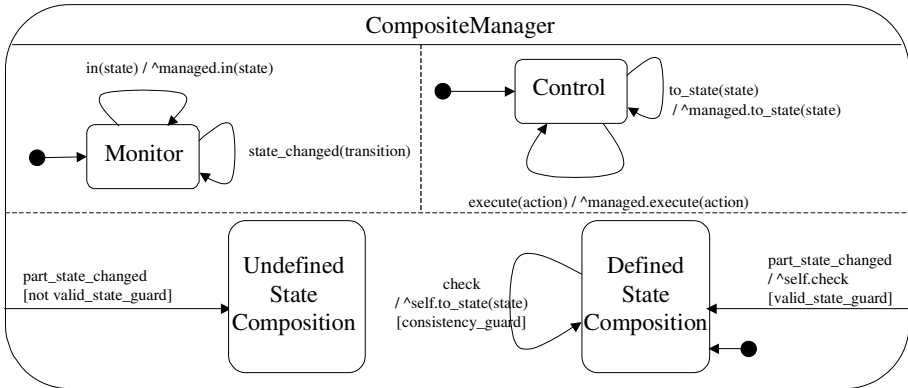 CompositeManager
in(state) / ^managed.in(state)
Monitor
state_changed(transition)
Control
to_state(state)
/ ^managed.to_state(state)
execute(action) / ^managed.execute(action)
part_state_changed
[not valid_state_guard]
Undefined
State
Composition
check
/ ^self.to_state(state)
[consistency_guard]
Defined
State
Composition
part_state_changed
/ ^self.check
[valid_state_guard]